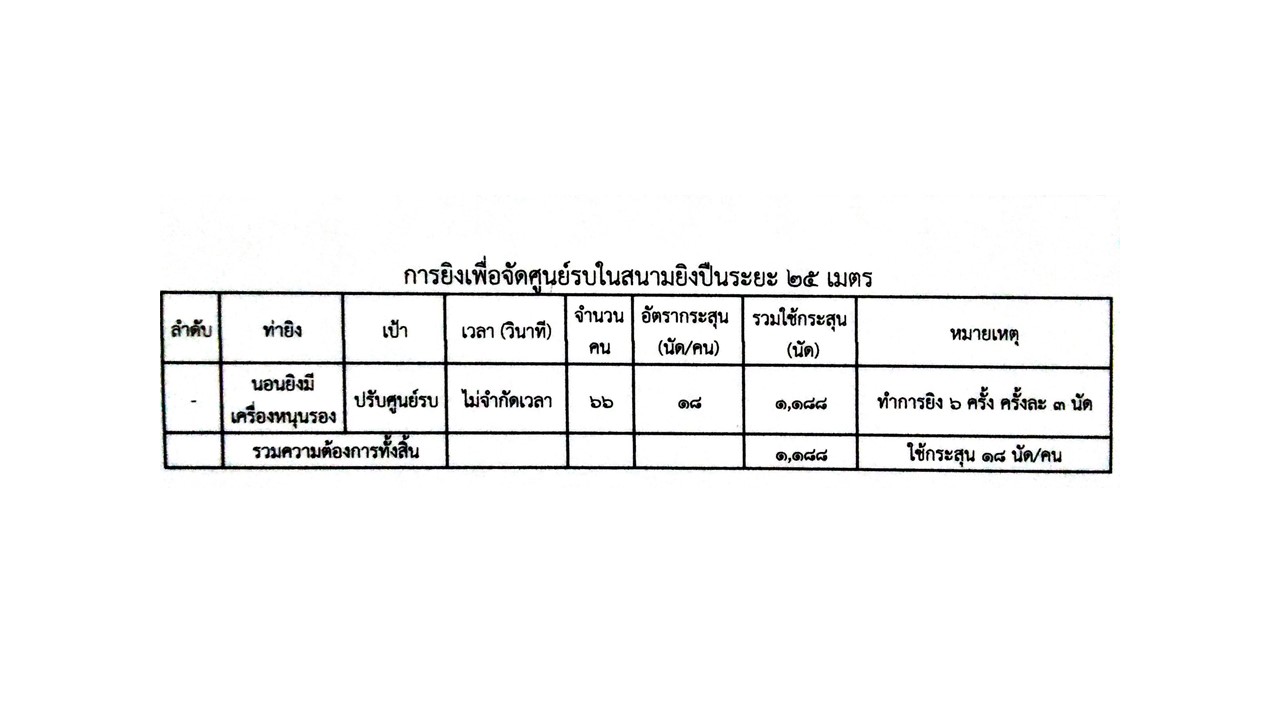 การยิงเพื่อจัดศูนย์รบในสนามยิงปืนระยะ ๒๕ เมตร
ลำดับ ท่ายิง เป้า เวลา (วินาที) จำนวน คน อัตรากระสุน (นัด/คน) รวมใช้กระสุน (นัด) หมายเหตุ
- นอนยิงมี เครื่องหนุนรอง ปรับศูนย์รบ ไม่จำกัดเวลา ๖๖ ๑๘ ๑,๑๘๘ ทำการยิง ๖ ครั้ง ครั้งละ ๓ นัด
รวมความต้องการทั้งสิ้น ๑,๑๘๘ ใช้กระสุน ๑๘ นัด/คน